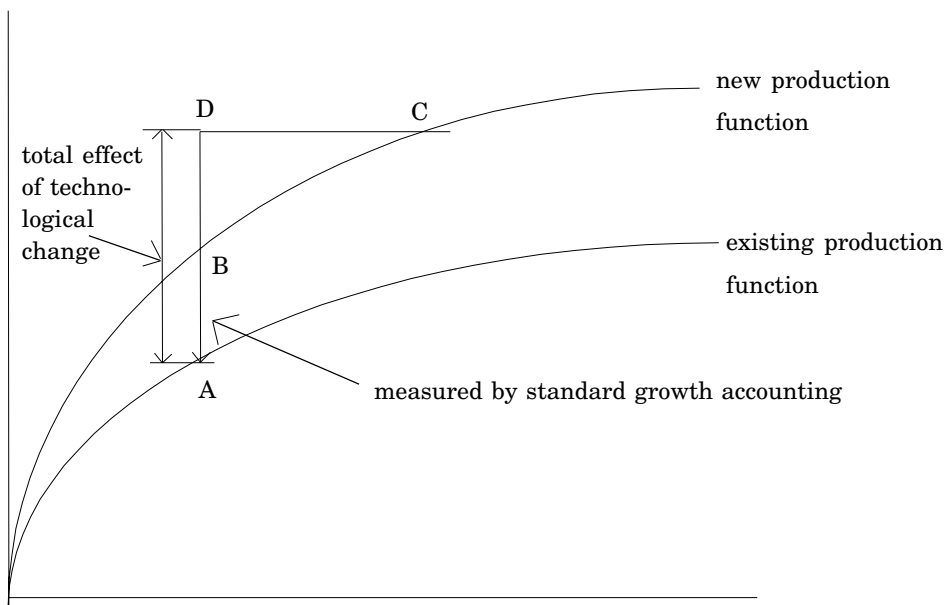 new production
function
D
C
total effect
of techno-
logical
change
existing production
function
B
A
measured by standard growth accounting